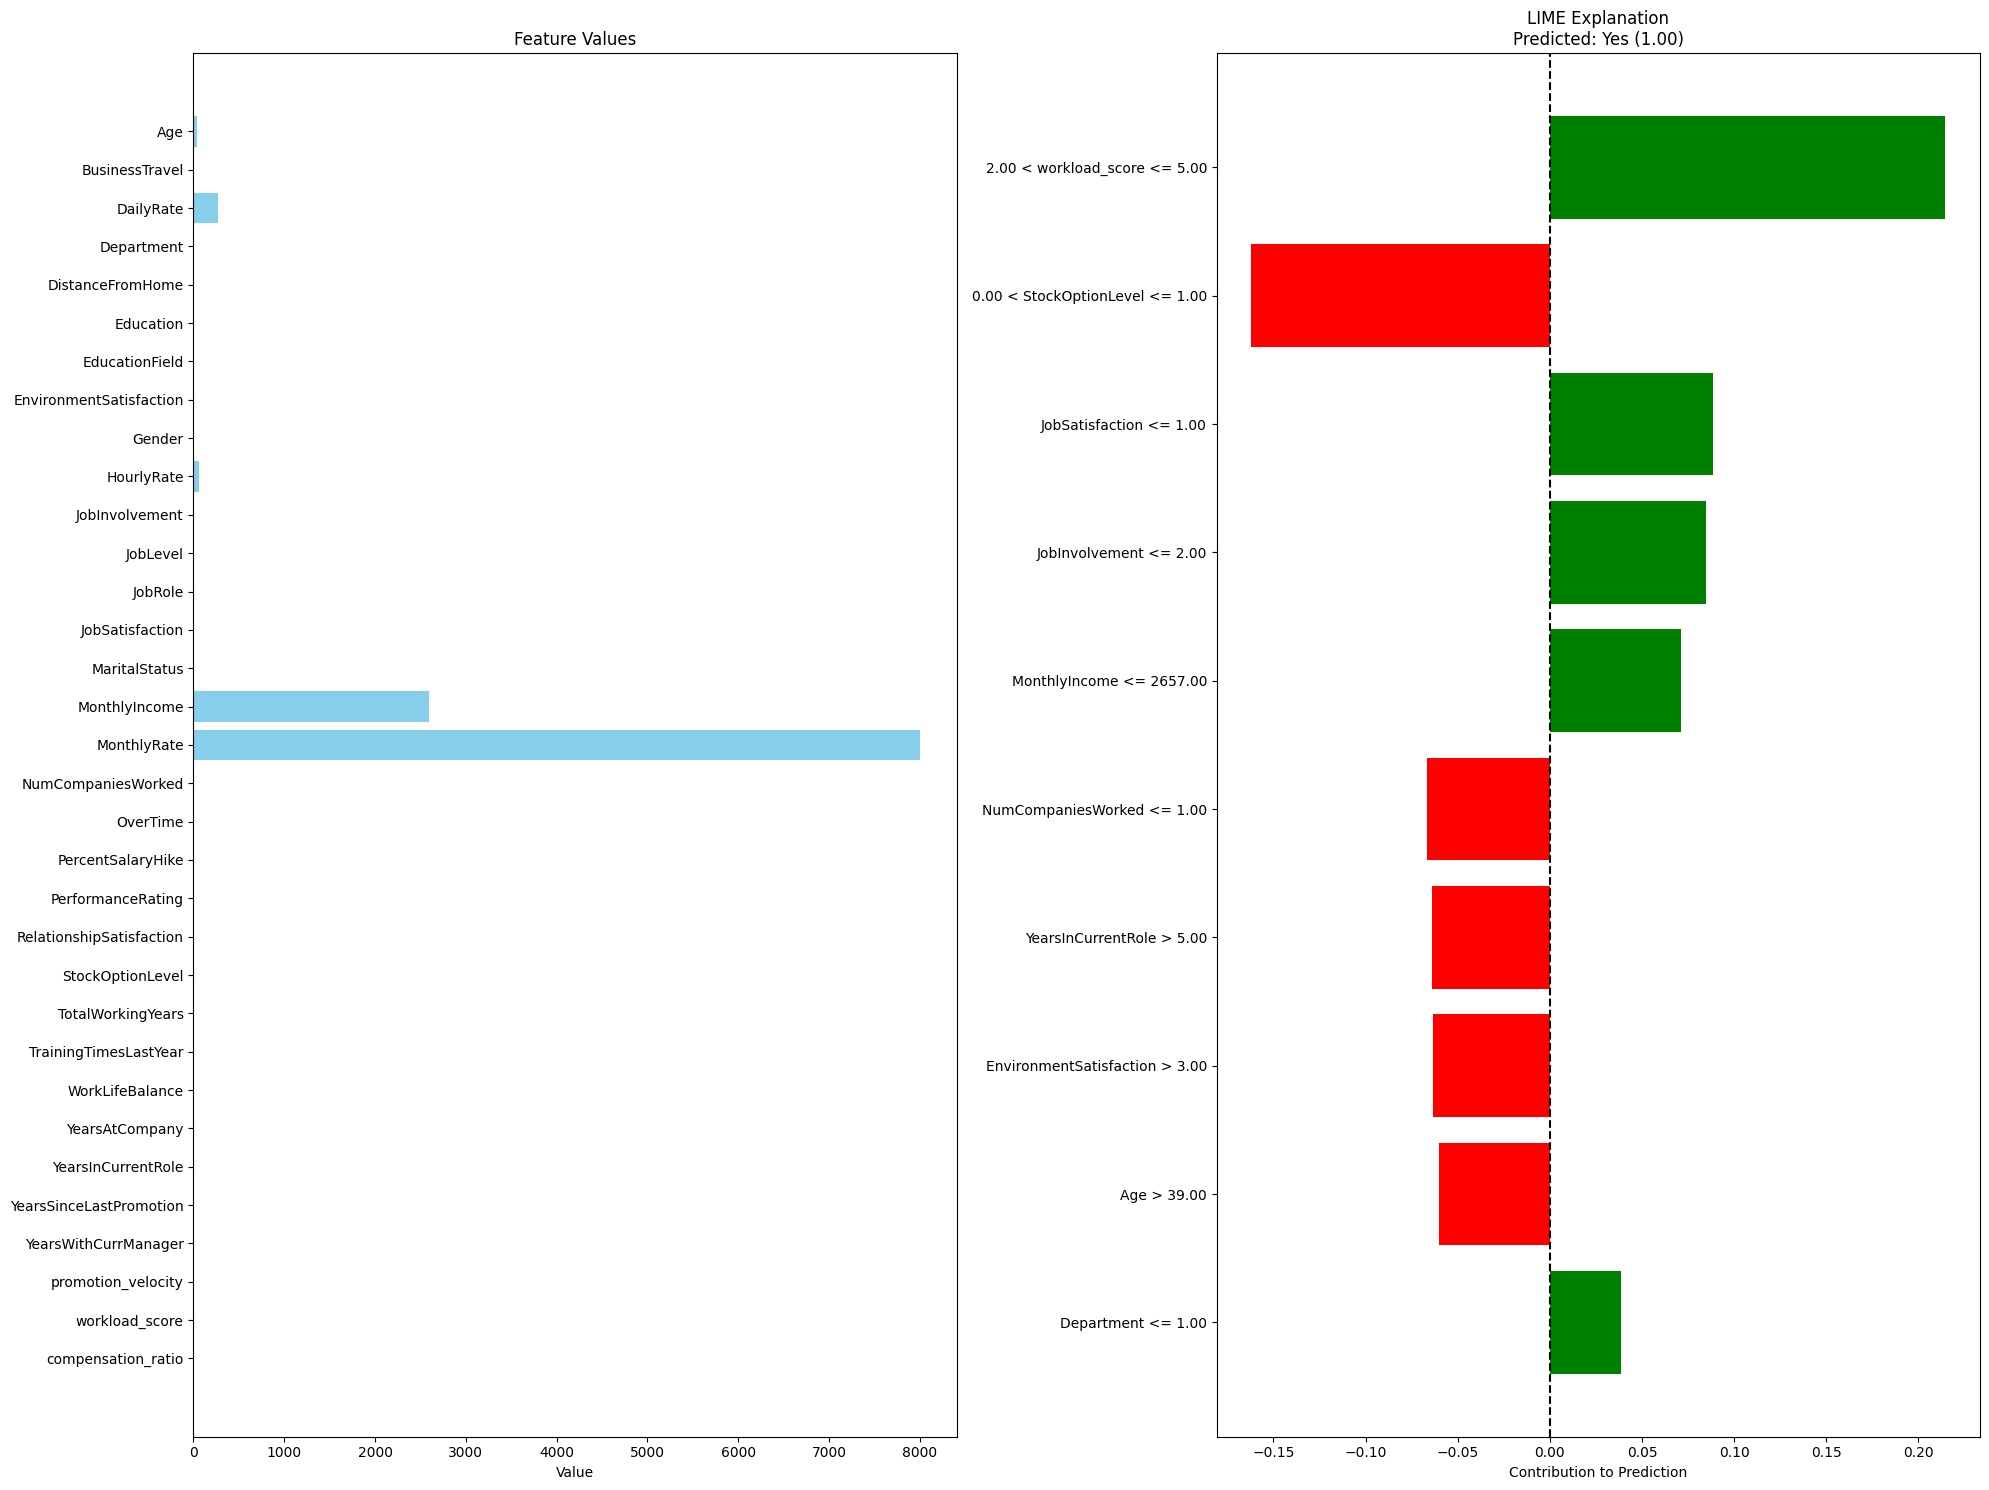 Feature Values
Age
BusinessTravel
DailyRate
Department
DistanceFromHome
Education
EducationField
EnvironmentSatisfaction
Gender
HourlyRate
JobInvolvement
JobLevel
JobRole
JobSatisfaction
MaritalStatus
MonthlyIncome
MonthlyRate
NumCompaniesWorked
OverTime
PercentSalaryHike
PerformanceRating
RelationshipSatisfaction
StockOptionLevel
TotalWorkingYears
TrainingTimesLastYear
WorkLifeBalance
YearsAtCompany
YearsInCurrentRole
YearsSinceLastPromotion
YearsWithCurrManager
promotion_velocity
workload_score
compensation_ratio
0 1000 2000 3000 4000 5000 6000 7000 8000
Value
LIME Explanation
Predicted: Yes (1.00)
2.00 < workload_score <= 5.00
0.00 < StockOptionLevel <= 1.00
JobSatisfaction <= 1.00
JobInvolvement <= 2.00
MonthlyIncome <= 2657.00
NumCompaniesWorked <= 1.00
YearsInCurrentRole > 5.00
EnvironmentSatisfaction > 3.00
Age > 39.00
Department <= 1.00
−0.15 −0.10 −0.05 0.00 0.05 0.10 0.15 0.20
Contribution to Prediction